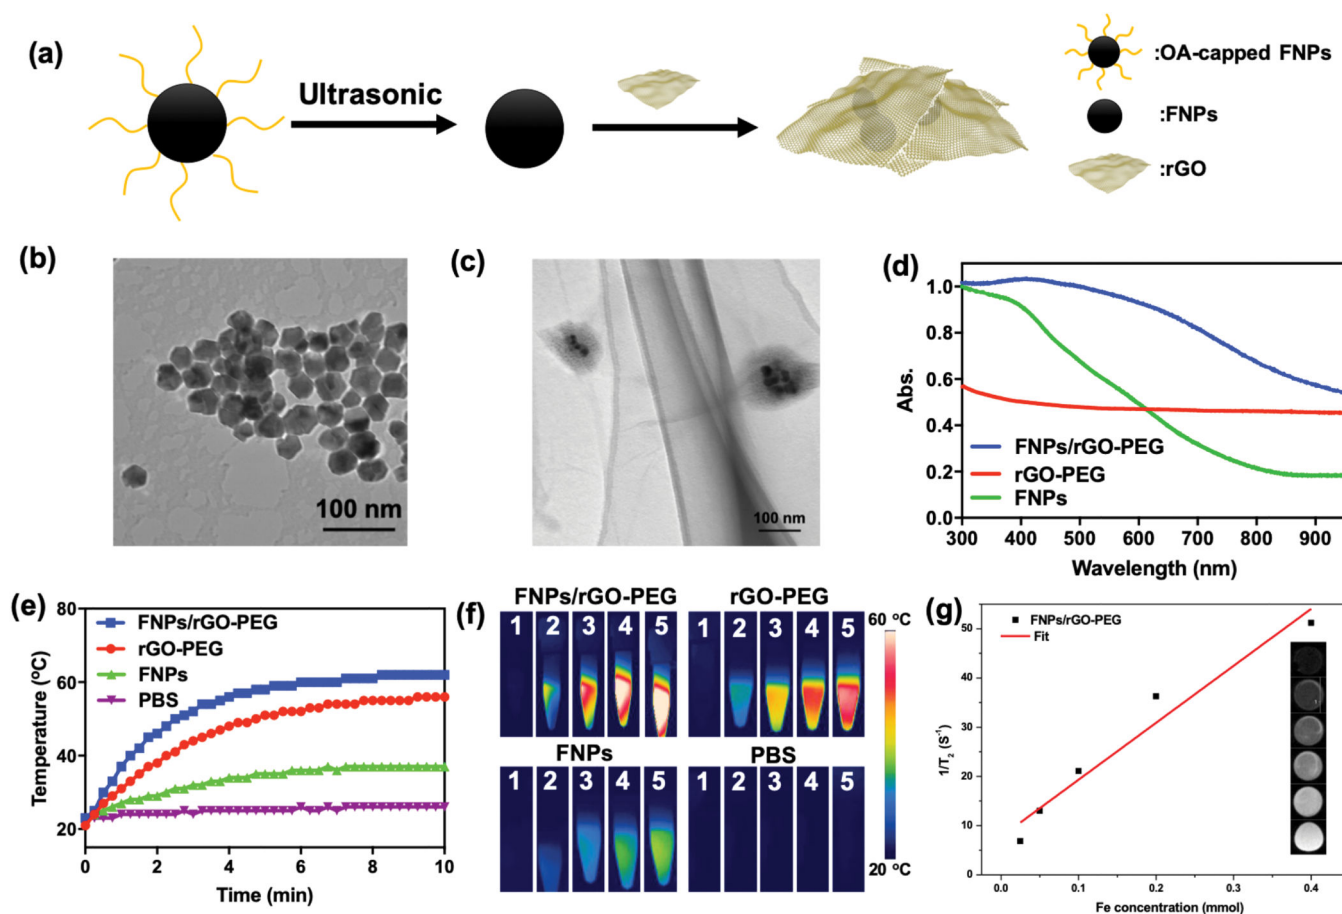 (a)
Ultrasonic
:OA-capped FNPs
:FNPs
:rGO
(b)
100 nm
(c)
100 nm
(d)
Abs.
1.0
0.8
0.6
0.4
0.2
0.0
FNPs/rGO-PEG
rGO-PEG
FNPs
300 400 500 600 700 800 900
Wavelength (nm)
(e)
Temperature (ºC)
80
60
40
20
FNPs/rGO-PEG
rGO-PEG
FNPs
PBS
0 2 4 6 8 10
Time (min)
(f)
FNPs/rGO-PEG
1 2 3 4 5
rGO-PEG
1 2 3 4 5
60 ºC
FNPs
1 2 3 4 5
PBS
1 2 3 4 5
20 ºC
(g)
1/T2 (S-1)
50
40
30
20
10
0
FNPs/rGO-PEG
Fit
0.0 0.1 0.2 0.3 0.4
Fe concentration (mmol)